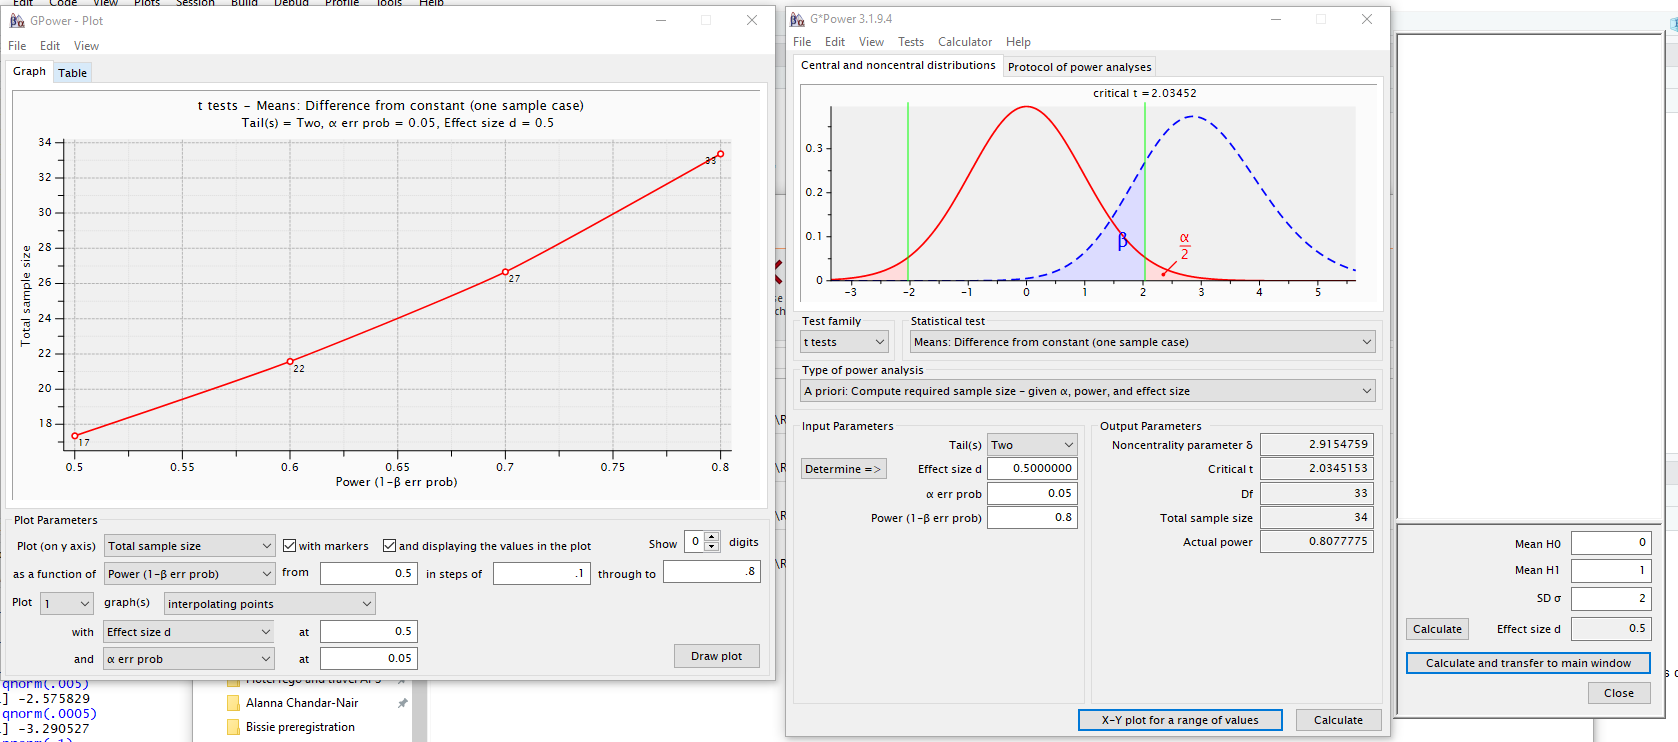 Edit Code View Plots Session Build Debug Profile Tools Help
GPower - Plot
File Edit View
Graph Table
t tests - Means: Difference from constant (one sample case)
Tail(s) = Two, α err prob = 0.05, Effect size d = 0.5
Total sample size
34
32
30
28
26
24
22
20
18
17
22
27
33
0.5 0.55 0.6 0.65 0.7 0.75 0.8
Power (1-β err prob)
Plot Parameters
Plot (on y axis) Total sample size with markers and displaying the values in the plot Show 0 digits
as a function of Power (1-β err prob) from 0.5 in steps of .1 through to .8
Plot 1 graph(s) interpolating points
with Effect size d at 0.5
and α err prob at 0.05
Draw plot
qnorm(.005)
] -2.575829
qnorm(.0005)
] -3.290527
Alanna Chandar-Nair
Bissie preregistration
G*Power 3.1.9.4
File Edit View Tests Calculator Help
Central and noncentral distributions Protocol of power analyses
critical t = 2.03452
0.3
0.2
0.1
0
β
α
2
-3 -2 -1 0 1 2 3 4 5
Test family Statistical test
t tests Means: Difference from constant (one sample case)
Type of power analysis
A priori: Compute required sample size - given α, power, and effect size
Input Parameters
Tail(s) Two
Determine => Effect size d 0.5000000
α err prob 0.05
Power (1-β err prob) 0.8
Output Parameters
Noncentrality parameter δ 2.9154759
Critical t 2.0345153
Df 33
Total sample size 34
Actual power 0.8077775
X-Y plot for a range of values Calculate
Mean H0 0
Mean H1 1
SD σ 2
Calculate Effect size d 0.5
Calculate and transfer to main window
Close